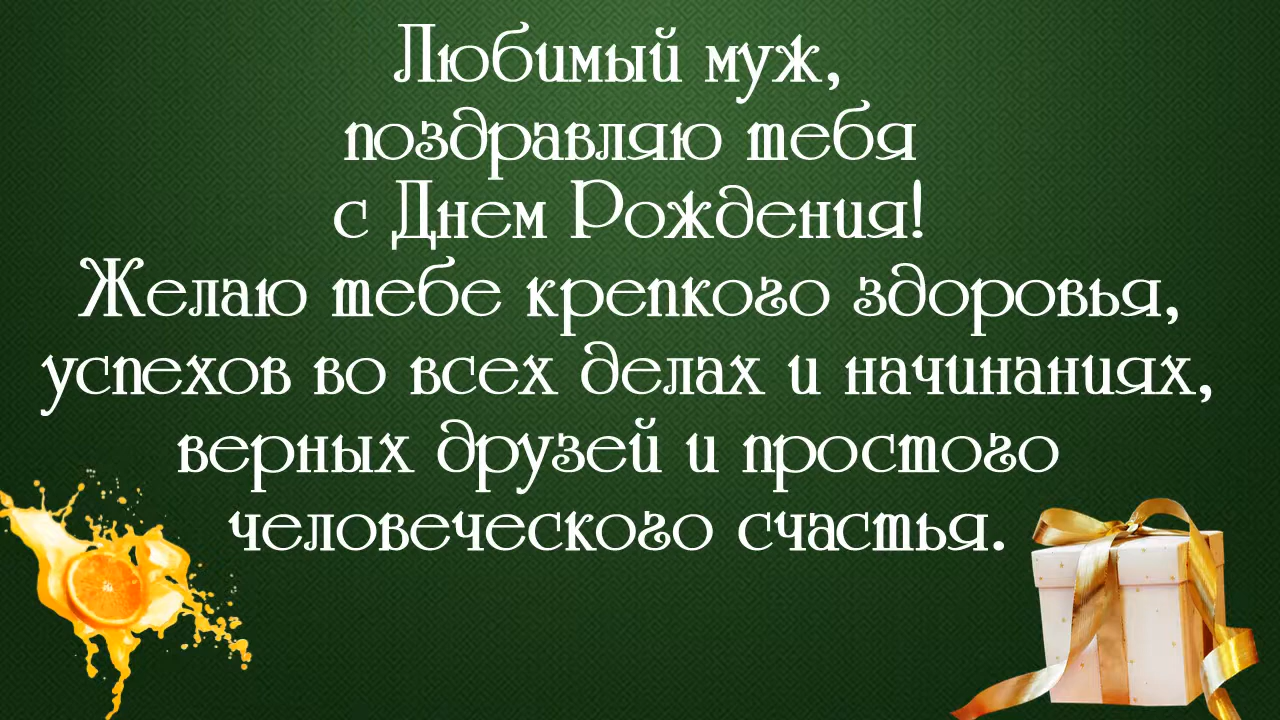 Любимый муж,
поздравляю тебя
с Днем Рождения!
Желаю тебе крепкого здоровья,
успехов во всех делах и начинаниях,
верных друзей и простого
человеческого счастья.